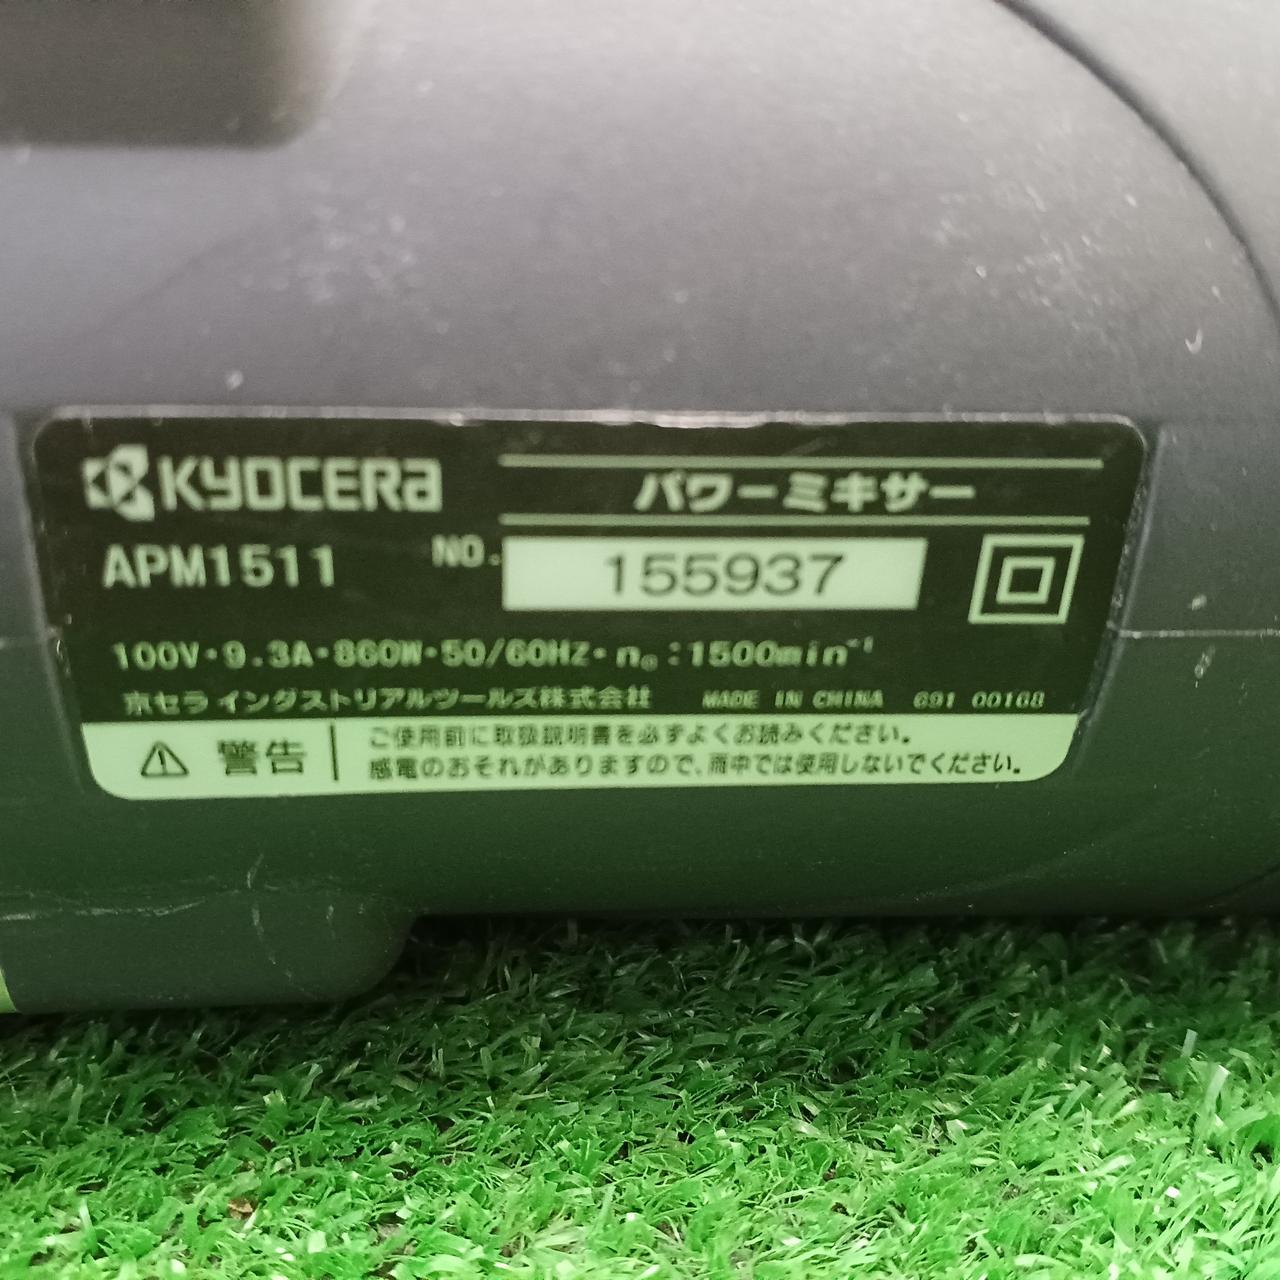 KYOCERA
パワーミキサー
APM1511
NO. 155937
100V・9.3A・860W・50/60Hz・n₀:1500min⁻¹
京セラインダストリアルツールズ株式会社 MADE IN CHINA 691 00168
⚠ 警告
ご使用前に取扱説明書を必ずよくお読みください。
感電のおそれがありますので、雨中では使用しないでください。